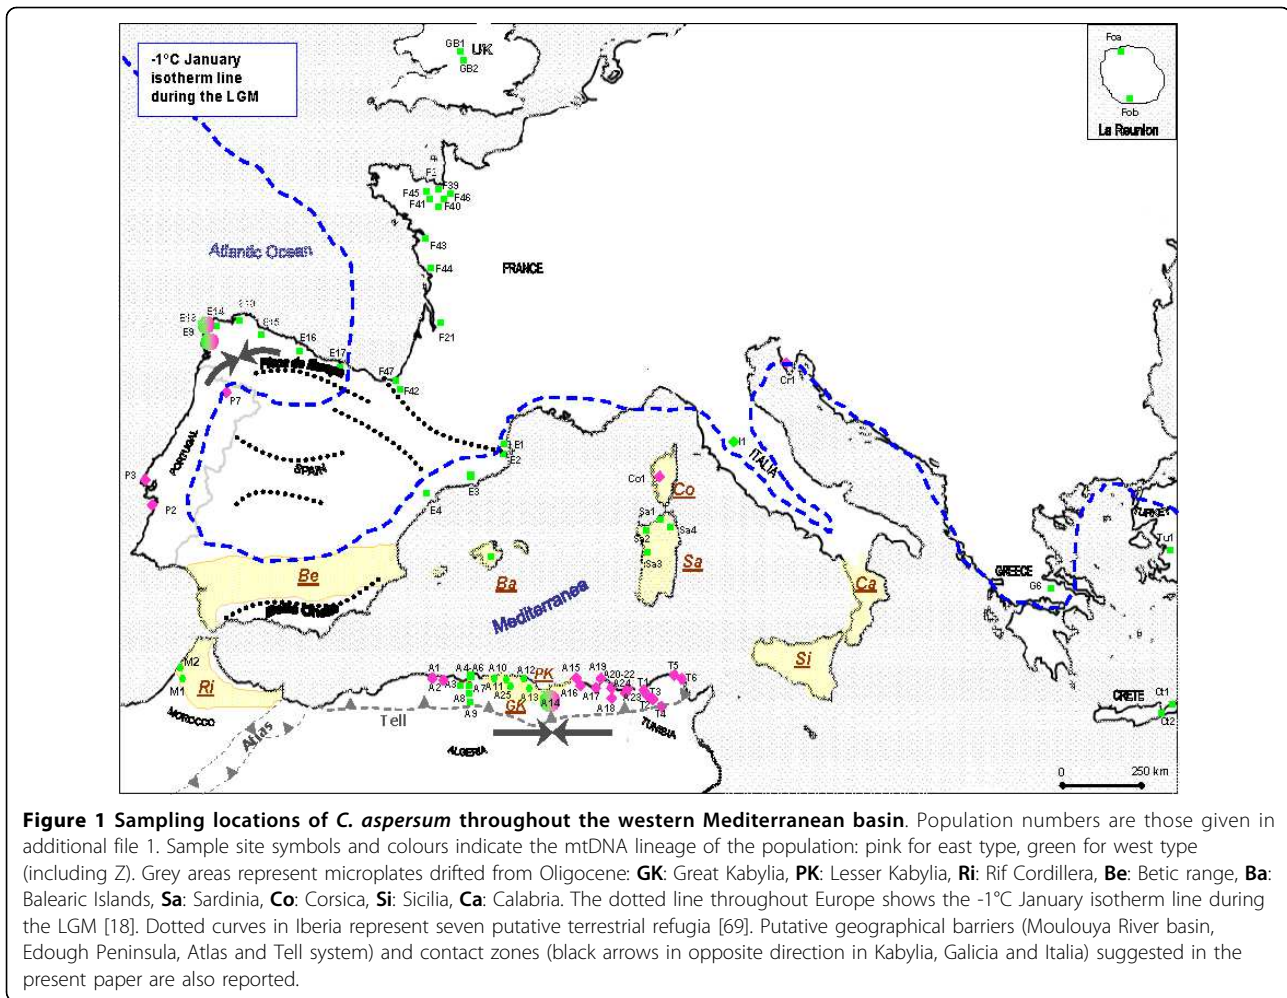 -1°C January
isotherm line
during the LGM
GB1
UK
GB2
Foa
Fob
La Reunion
F39
F45
F46
F41
F40
F43
F44
FRANCE
F21
Atlantic Ocean
E14
E9
E15
E16
E17
F47
F42
P7
PORTUGAL
SPAIN
P3
P2
E1
E2
E3
E4
Cr1
I1
ITALIA
Co1
Co
Sa1
Sa2
Sa4
Sa3
Sa
Be
Ba
Mediterranea
Ca
Si
GREECE
G6
Tu1
CRETE
Ct1
Ct2
M2
M1
Ri
MOROCCO
Atlas
Tell
A1
A2
A3
A4-A6
A7
A8
A9
A10
A11
A25
A12
A13
PK
GK
A14
A15
A16
A17
A18
A19
A20-22
A24
A23
T1
T3
T4
T5
T6
ALGERIA
TUNISIA
0 250 km
Figure 1 Sampling locations of C. aspersum throughout the western Mediterranean basin. Population numbers are those given in
additional file 1. Sample site symbols and colours indicate the mtDNA lineage of the population: pink for east type, green for west type
(including Z). Grey areas represent microplates drifted from Oligocene: GK: Great Kabylia, PK: Lesser Kabylia, Ri: Rif Cordillera, Be: Betic range, Ba:
Balearic Islands, Sa: Sardinia, Co: Corsica, Si: Sicilia, Ca: Calabria. The dotted line throughout Europe shows the -1°C January isotherm line during
the LGM [18]. Dotted curves in Iberia represent seven putative terrestrial refugia [69]. Putative geographical barriers (Moulouya River basin,
Edough Peninsula, Atlas and Tell system) and contact zones (black arrows in opposite direction in Kabylia, Galicia and Italia) suggested in the
present paper are also reported.